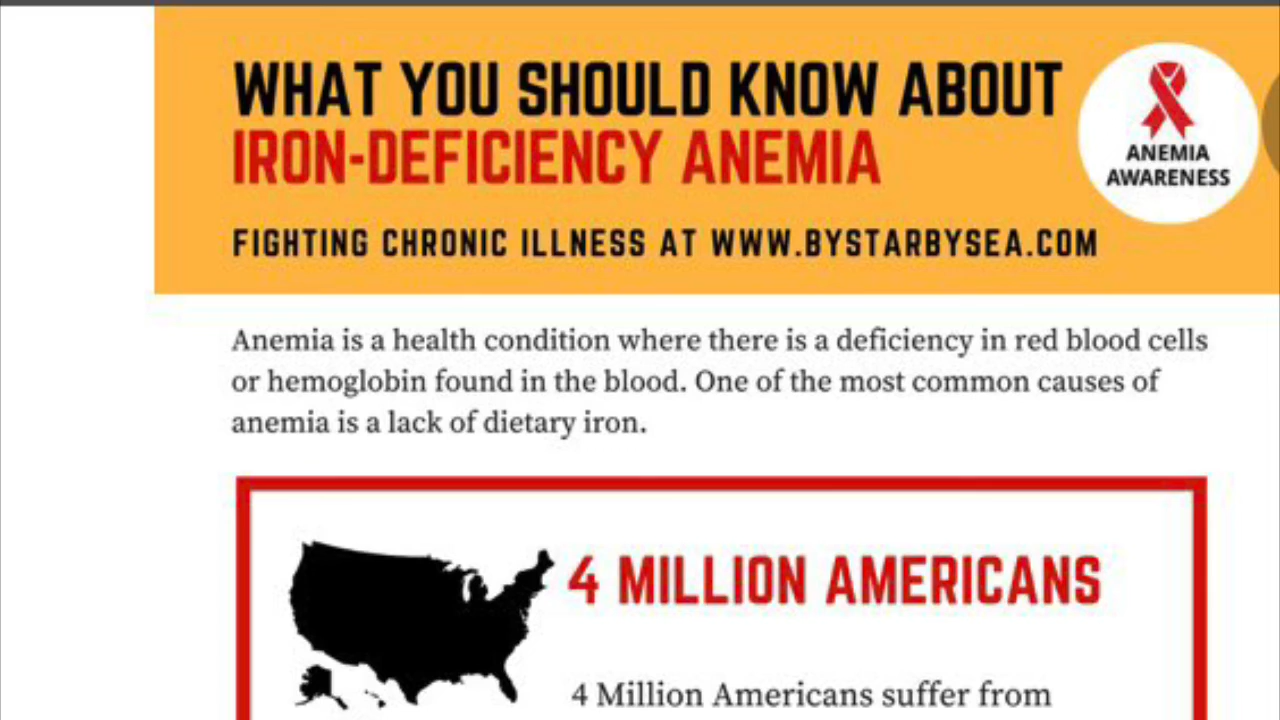 WHAT YOU SHOULD KNOW ABOUT
IRON-DEFICIENCY ANEMIA
ANEMIA
AWARENESS
FIGHTING CHRONIC ILLNESS AT WWW.BYSTARBYSEA.COM
Anemia is a health condition where there is a deficiency in red blood cells
or hemoglobin found in the blood. One of the most common causes of
anemia is a lack of dietary iron.
4 MILLION AMERICANS
4 Million Americans suffer from